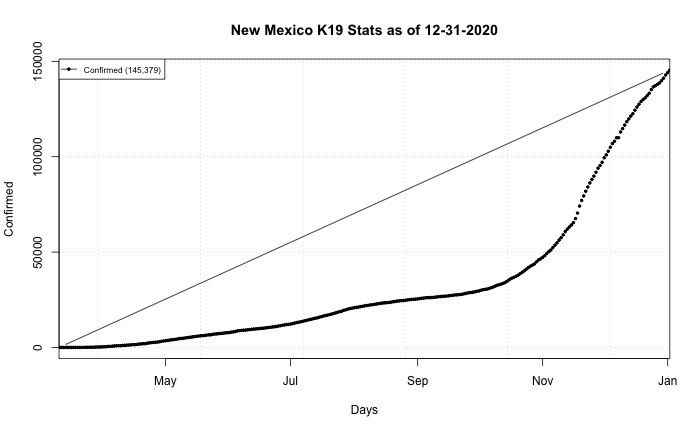 New Mexico K19 Stats as of 12-31-2020
Confirmed (145,379)
Confirmed
150000
100000
50000
0
May
Jul
Sep
Nov
Jan
Days